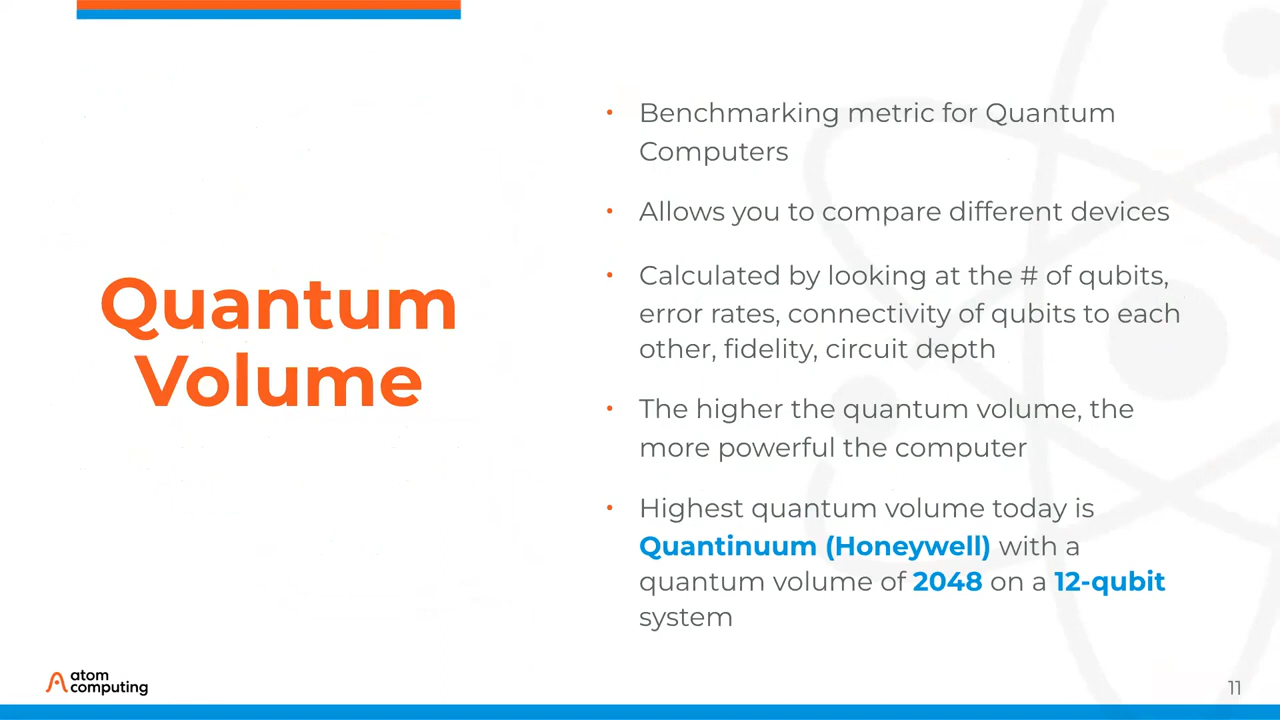 Quantum
Volume
• Benchmarking metric for Quantum
Computers
• Allows you to compare different devices
• Calculated by looking at the # of qubits,
error rates, connectivity of qubits to each
other, fidelity, circuit depth
• The higher the quantum volume, the
more powerful the computer
• Highest quantum volume today is
Quantinuum (Honeywell) with a
quantum volume of 2048 on a 12-qubit
system
atom
computing
11